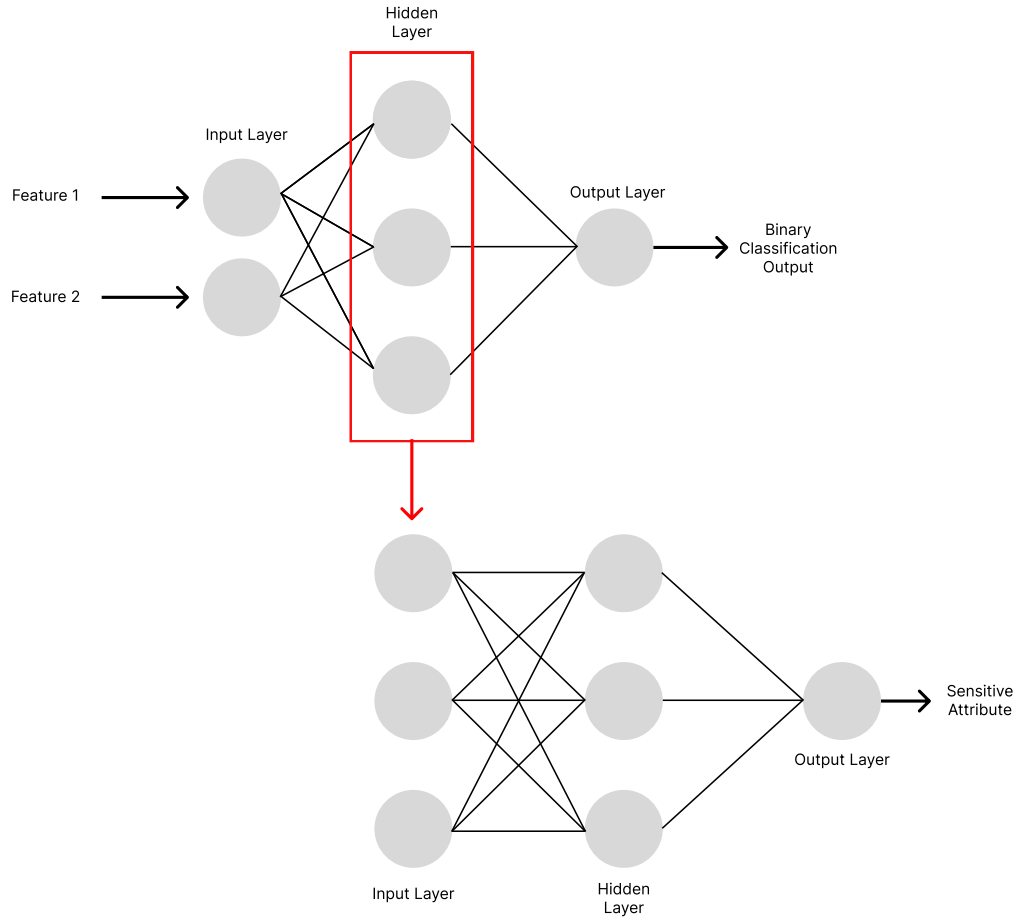 Hidden
Layer
Input Layer
Feature 1
Output Layer
Binary
Classification
Output
Feature 2
Sensitive
Attribute
Output Layer
Input Layer
Hidden
Layer